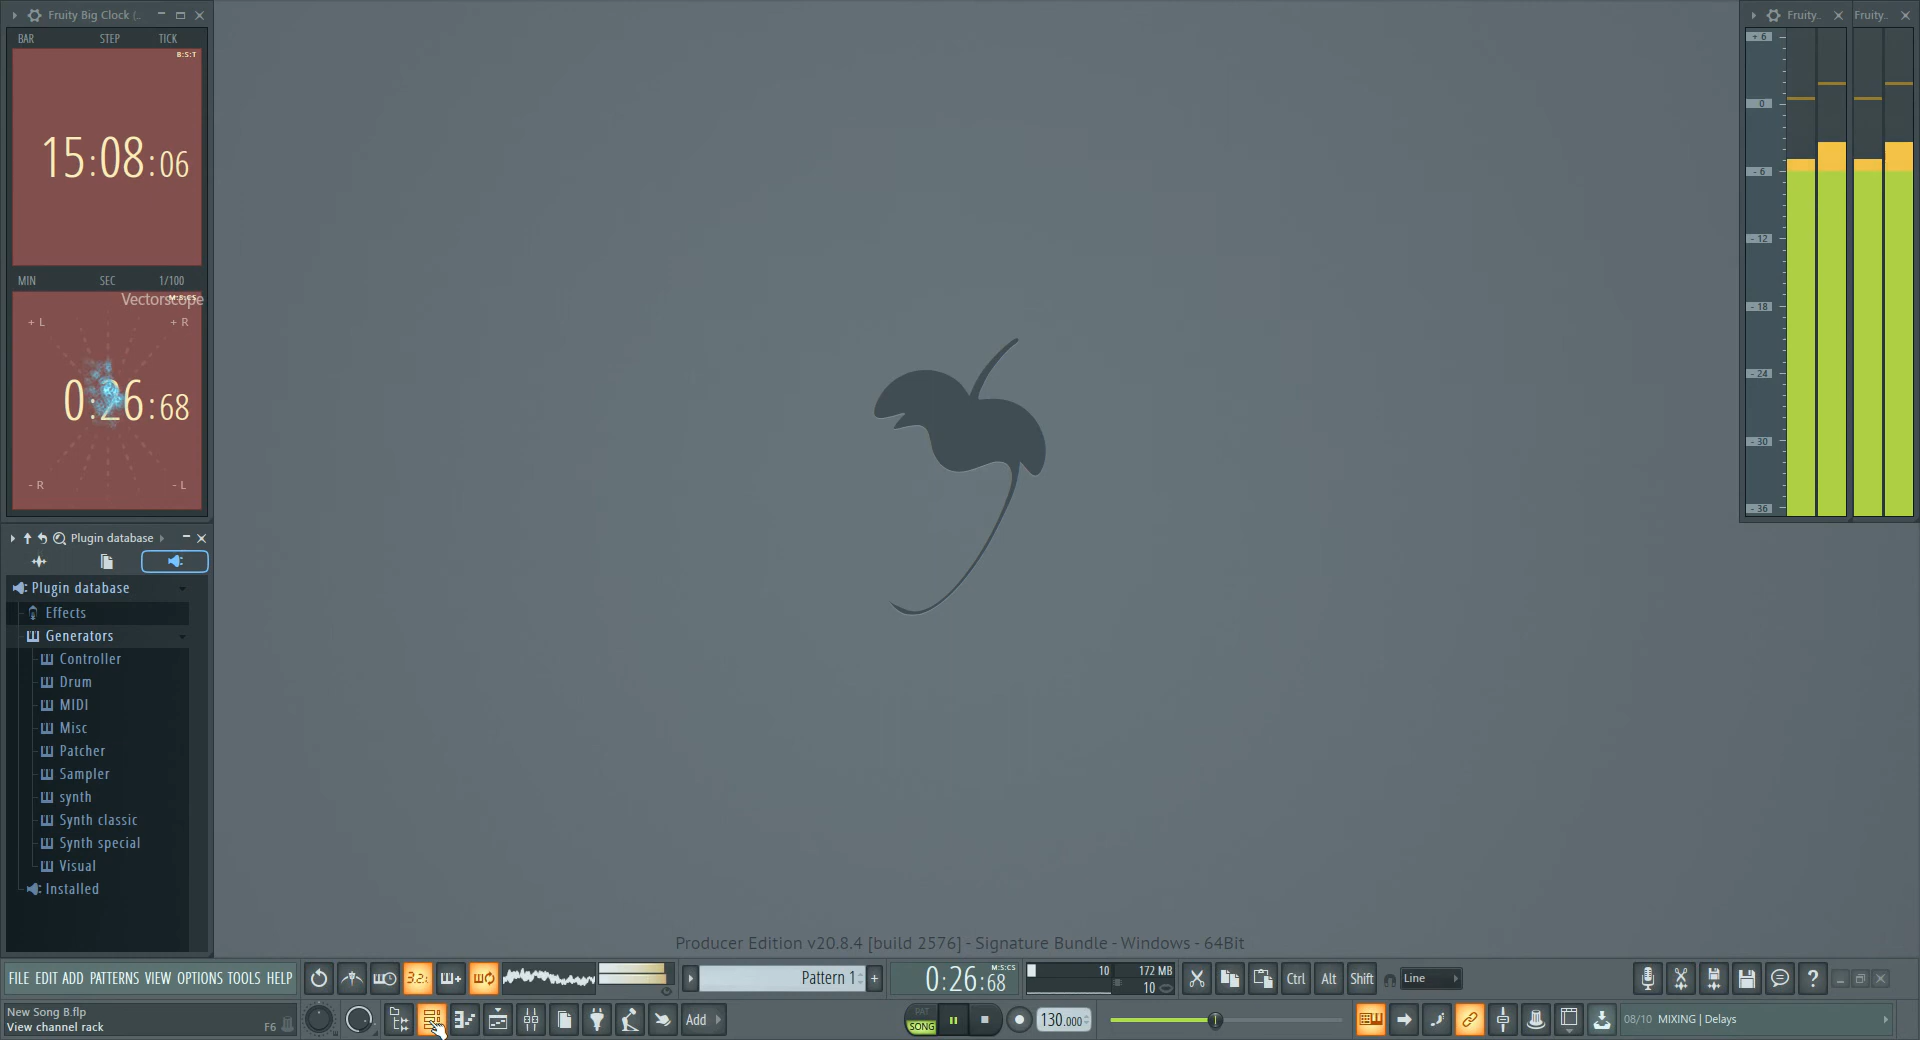 Fruity Big Clock (..
BAR STEP TICK
B:S:T
15:08:06
MIN SEC 1/100
M:S:CS
Vectorscope
+ L + R
0:26:68
- R - L
Fruity.. Fruity..
+ 6
0
- 6
- 12
- 18
- 24
- 30
- 36
Plugin database
Plugin database
Effects
Generators
Controller
Drum
MIDI
Misc
Patcher
Sampler
synth
Synth classic
Synth special
Visual
Installed
Producer Edition v20.8.4 [build 2576] - Signature Bundle - Windows - 64Bit
FILE EDIT ADD PATTERNS VIEW OPTIONS TOOLS HELP
3.2
Pattern 1
+
M:S:CS
0:26:68
10 172 MB
10
Ctrl Alt Shift
Line
?
New Song B.flp
View channel rack F6
Add
PAT
SONG
130.000
08/10 MIXING | Delays